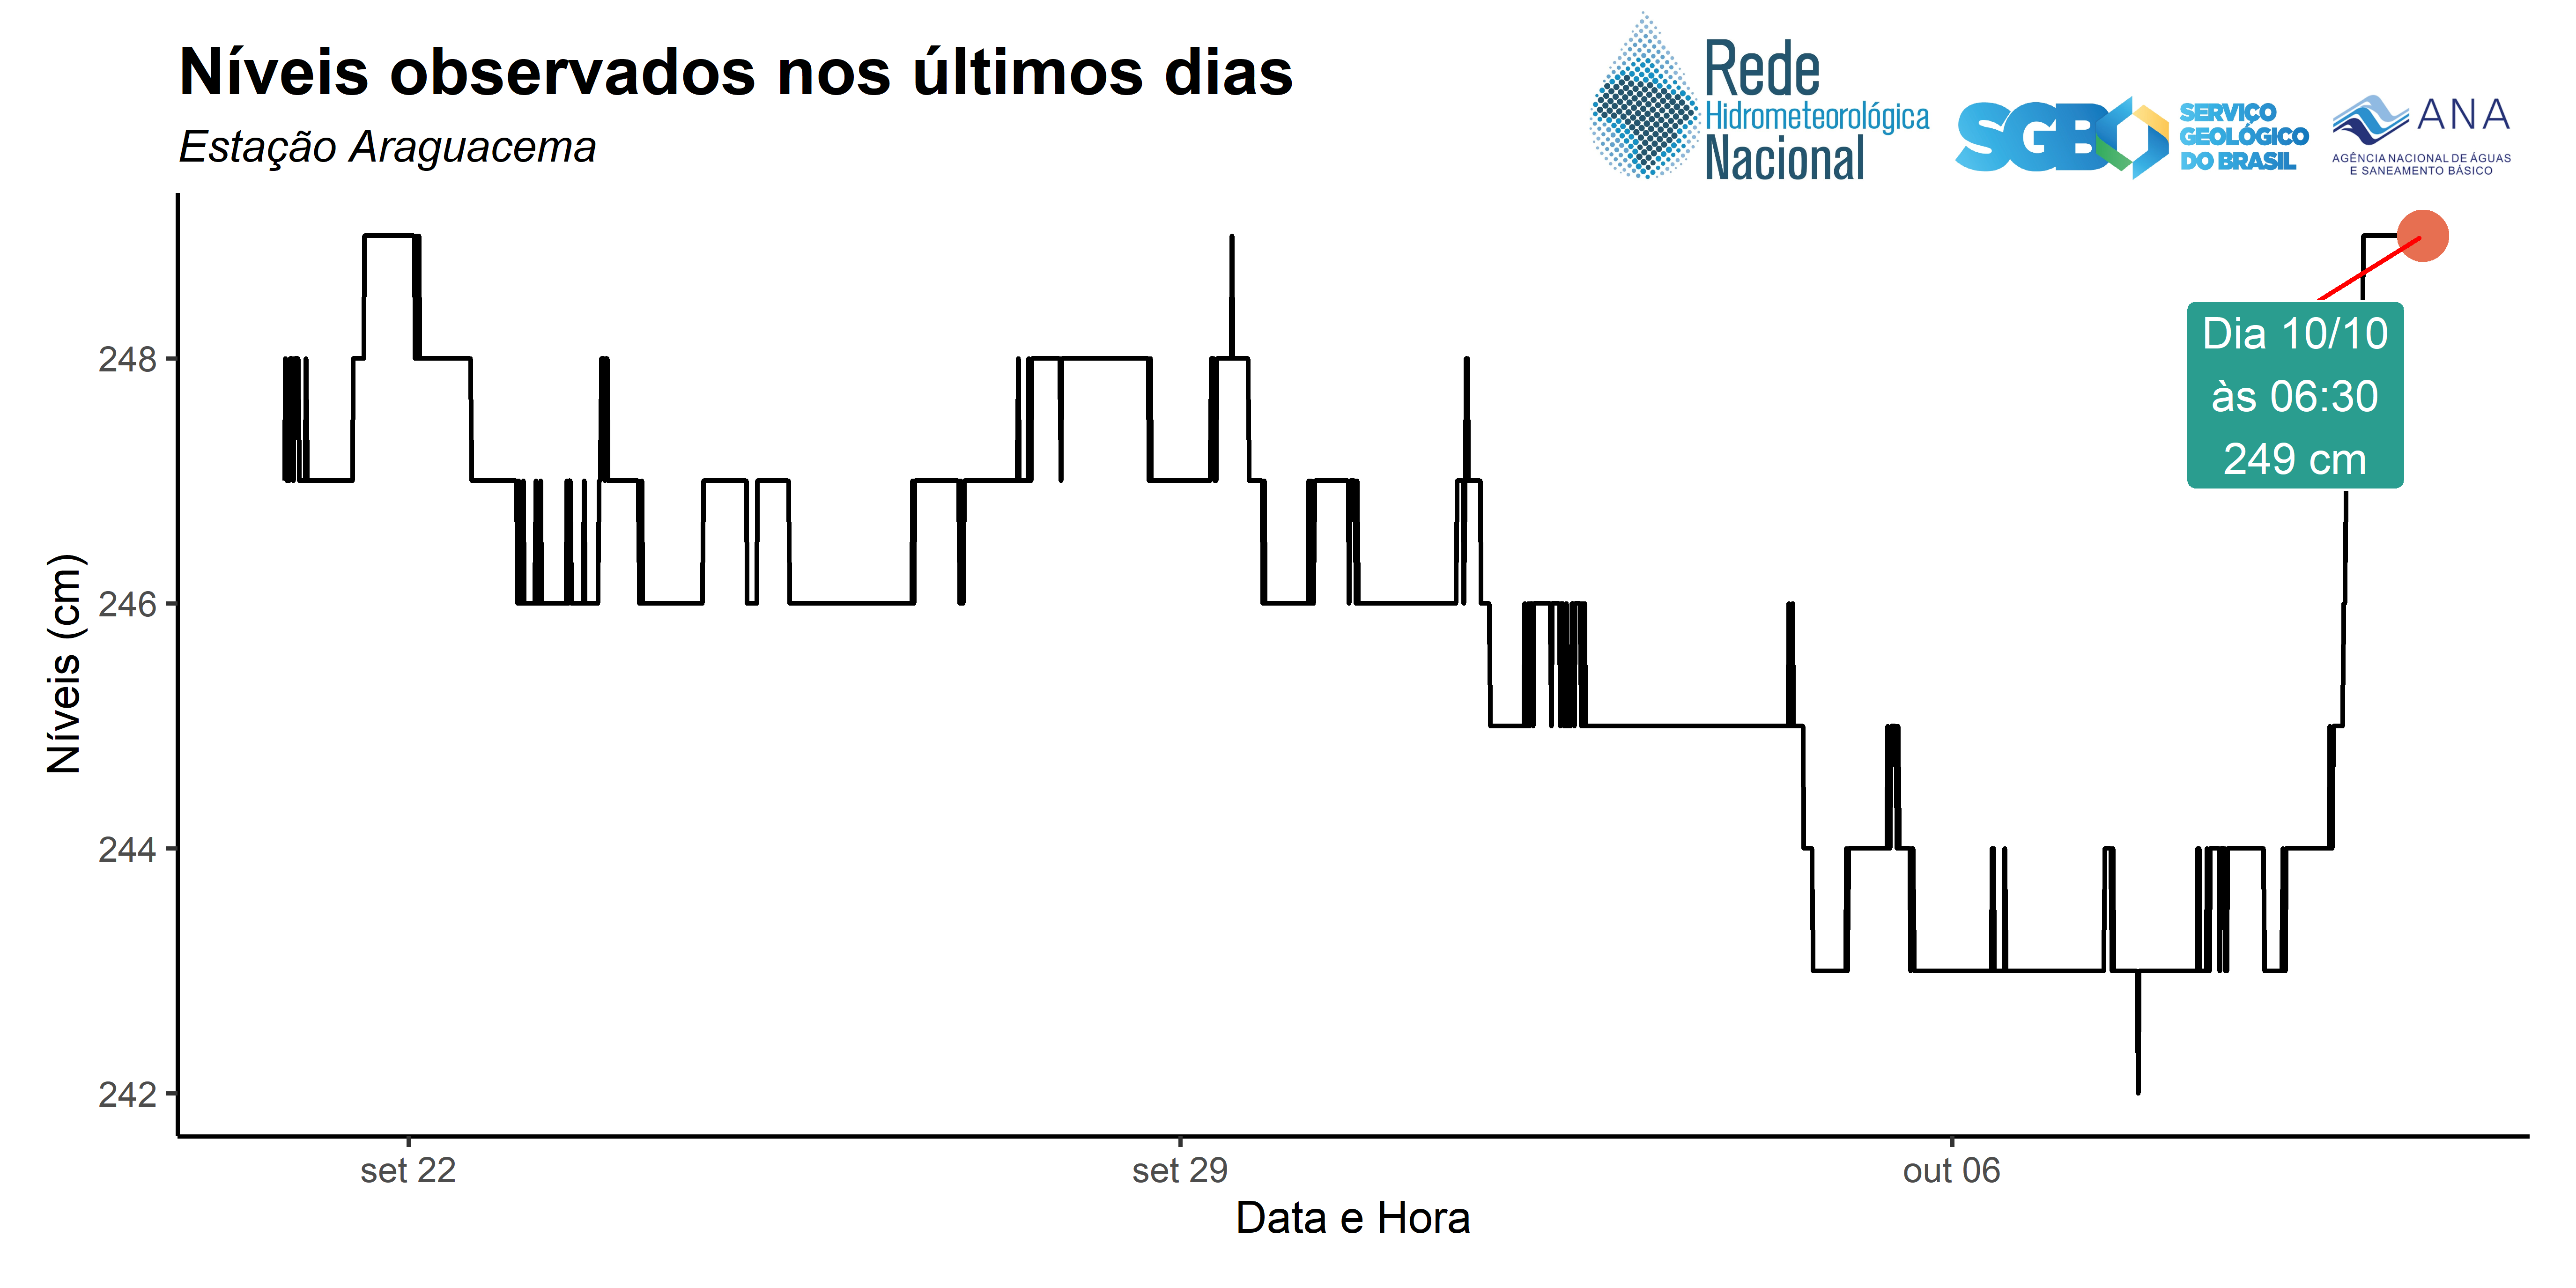 Níveis observados nos últimos dias
Estação Araguacema
Rede
Hidrometeorológica
Nacional
SGB
SERVIÇO
GEOLÓGICO
DO BRASIL
ANA
AGÊNCIA NACIONAL DE ÁGUAS
E SANEAMENTO BÁSICO
Níveis (cm)
248
246
244
242
Dia 10/10
às 06:30
249 cm
set 22
set 29
out 06
Data e Hora